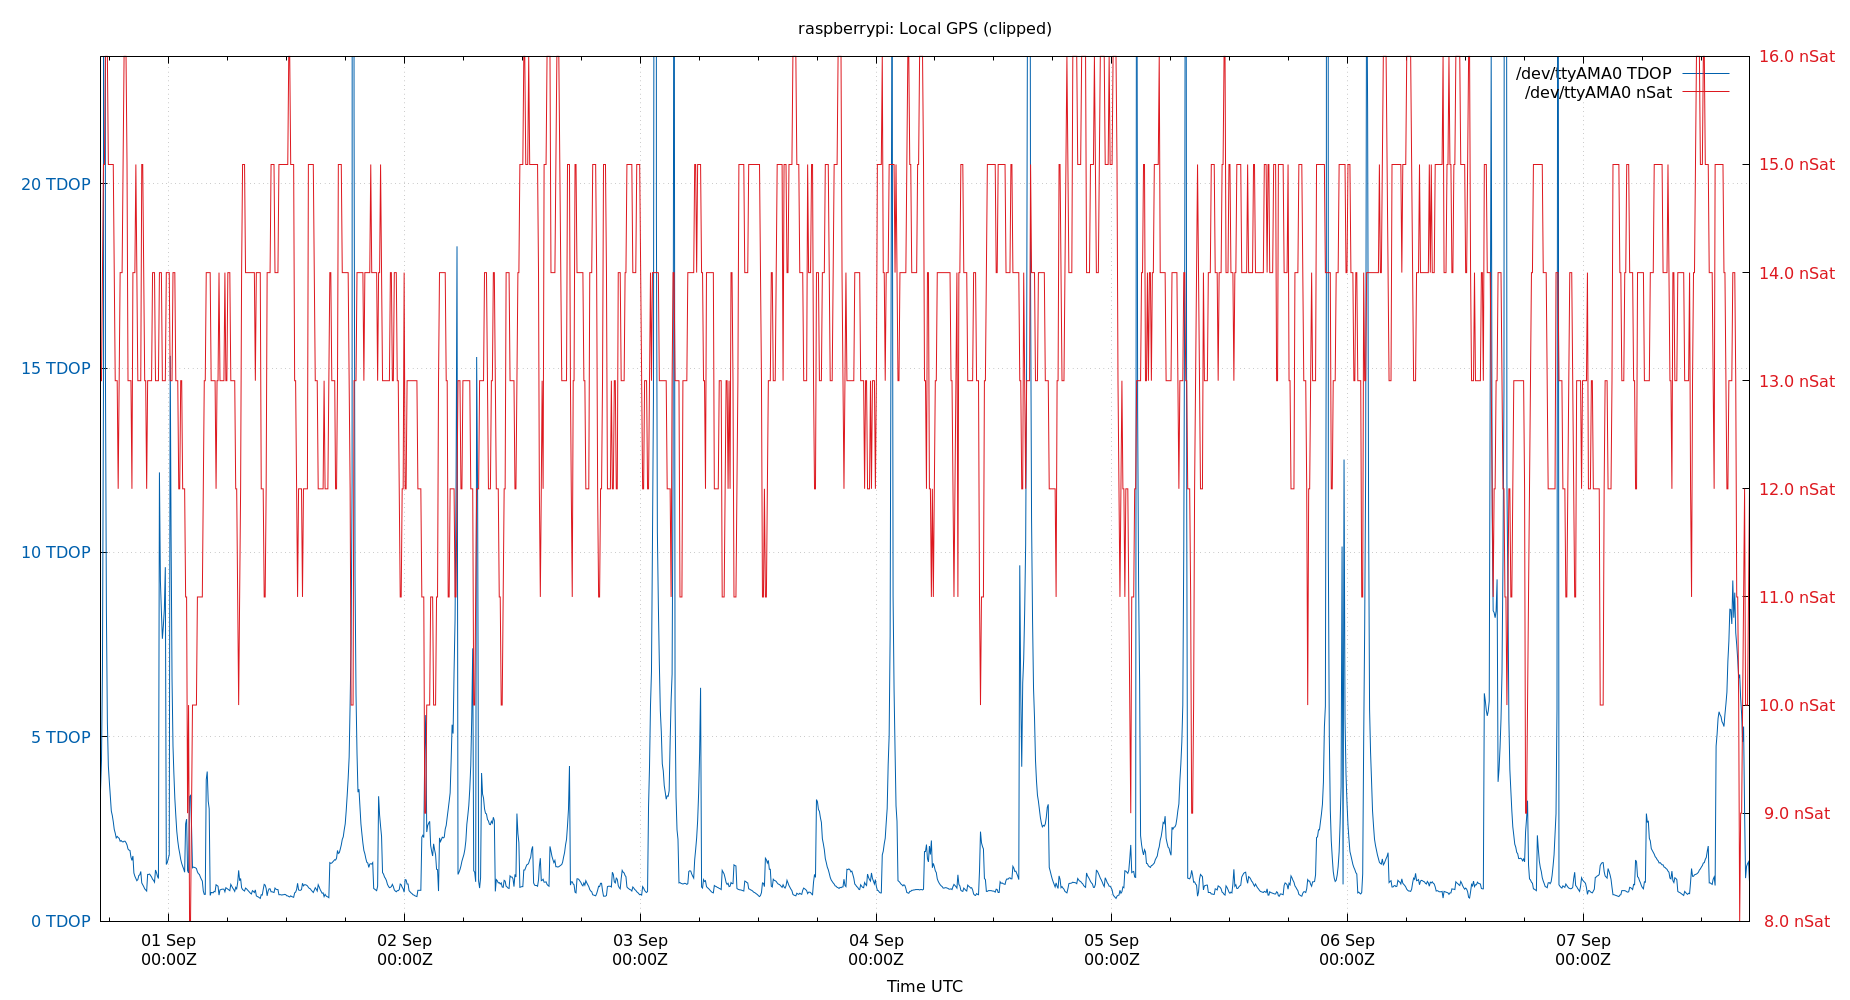 raspberrypi: Local GPS (clipped)
16.0 nSat
/dev/ttyAMA0 TDOP
/dev/ttyAMA0 nSat
15.0 nSat
20 TDOP
14.0 nSat
15 TDOP
13.0 nSat
12.0 nSat
10 TDOP
11.0 nSat
10.0 nSat
5 TDOP
9.0 nSat
0 TDOP
8.0 nSat
01 Sep
00:00Z
02 Sep
00:00Z
03 Sep
00:00Z
04 Sep
00:00Z
05 Sep
00:00Z
06 Sep
00:00Z
07 Sep
00:00Z
Time UTC